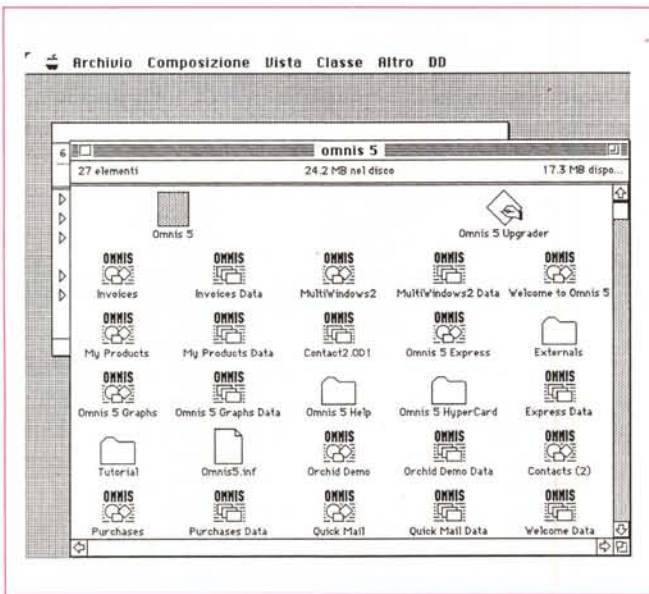 Archivio Composizione Vista Classe Altro DD
6
omnis 5
27 elementi 24.2 MB nel disco 17.3 MB dispo...
Omnis 5 Omnis 5 Upgrader
OMNIS OMNIS OMNIS OMNIS OMNIS
Invoices Invoices Data MultiWindows2 MultiWindows2 Data Welcome to Omnis 5
OMNIS OMNIS OMNIS OMNIS
My Products My Products Data Contact2.OD1 Omnis 5 Express Externals
OMNIS OMNIS OMNIS
Omnis 5 Graphs Omnis 5 Graphs Data Omnis 5 Help Omnis 5 HyperCard Express Data
OMNIS OMNIS OMNIS
Tutorial Omnis5.inf Orchid Demo Orchid Demo Data Contacts (2)
OMNIS OMNIS OMNIS OMNIS OMNIS
Purchases Purchases Data Quick Mail Quick Mail Data Welcome Data